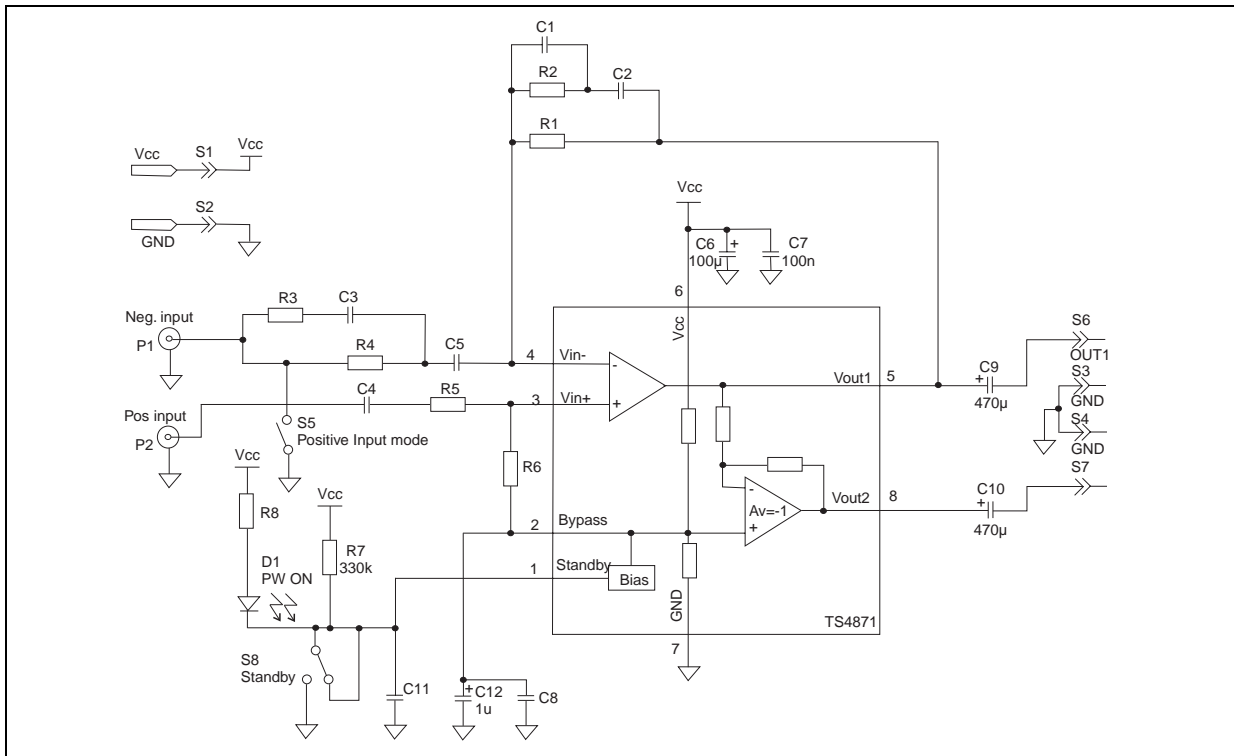 C1
R2
C2
R1
Vcc
S1
Vcc
S2
GND
Vcc
C6
+
100µ
C7
100n
6
Vcc
R3
C3
Neg. input
P1
R4
C5
4
Vin-
-
S6
OUT1
C9
+
470µ
Vout1
5
S3
GND
C4
R5
3
Vin+
+
Pos input
P2
S5
Positive Input mode
S4
GND
S7
R6
Vcc
R8
Vcc
-
Av=-1
+
Vout2
8
C10
+
470µ
2
Bypass
R7
330k
D1
PW ON
1
Standby
Bias
GND
TS4871
7
S8
Standby
C11
+
C12
1u
C8